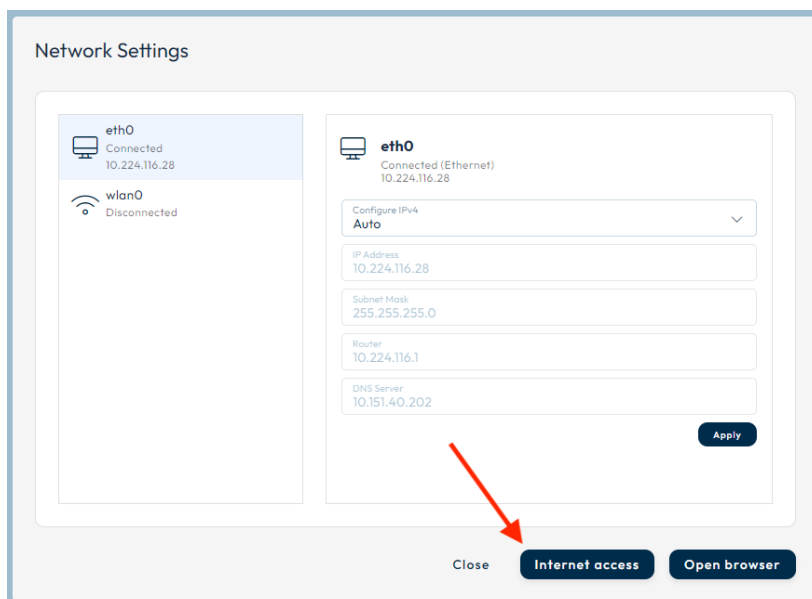 Network Settings
eth0
Connected
10.224.116.28
wlan0
Disconnected
eth0
Connected (Ethernet)
10.224.116.28
Configure IPv4
Auto
IP Address
10.224.116.28
Subnet Mask
255.255.255.0
Router
10.224.116.1
DNS Server
10.151.40.202
Apply
Close
Internet access
Open browser